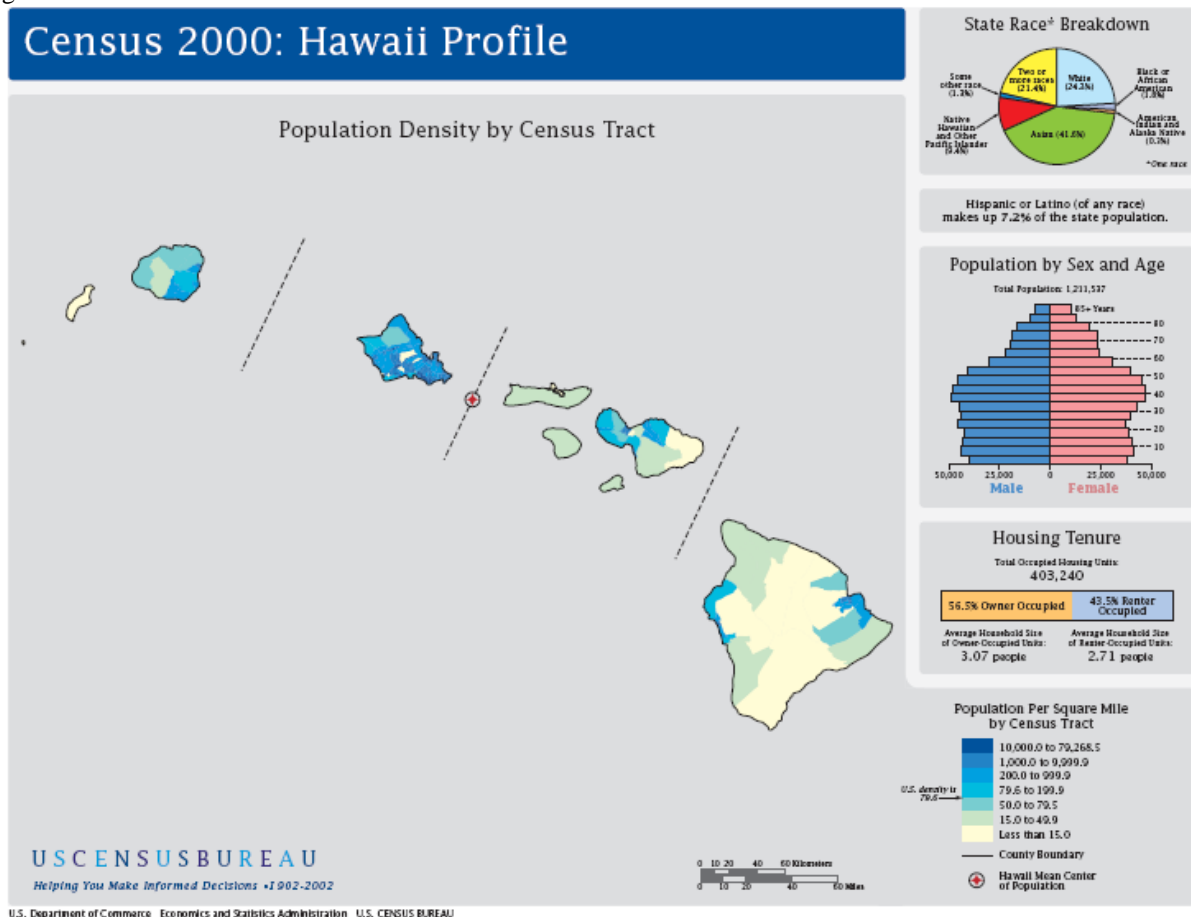 Census 2000: Hawaii Profile
Population Density by Census Tract
State Race* Breakdown
Some
other race
(1.3%)
Two or
more races
(21.4%)
White
(24.3%)
Black or
African
American
(1.8%)
Native
Hawaiian
and Other
Pacific Islander
(9.4%)
Asian (41.6%)
American
Indian and
Alaska Native
(0.3%)
*One race
Hispanic or Latino (of any race)
makes up 7.2% of the state population.
Population by Sex and Age
Total Population: 1,211,537
85+ Years
80
70
60
50
40
30
20
10
50,000 25,000 0 25,000 50,000
Male Female
Housing Tenure
Total Occupied Housing Units:
403,240
56.5% Owner Occupied
43.5% Renter
Occupied
Average Household Size
of Owner-Occupied Units:
3.07 people
Average Household Size
of Renter-Occupied Units:
2.71 people
Population Per Square Mile
by Census Tract
10,000.0 to 79,268.5
1,000.0 to 9,999.9
200.0 to 999.9
79.6 to 199.9
50.0 to 79.5
15.0 to 49.9
Less than 15.0
U.S. density is
79.6
County Boundary
Hawaii Mean Center
of Population
0 10 20 40 60 Kilometers
0 10 20 40 60 Miles
USCENSUSBUREAU
Helping You Make Informed Decisions •1902-2002
U.S. Department of Commerce Economics and Statistics Administration U.S. CENSUS BUREAU